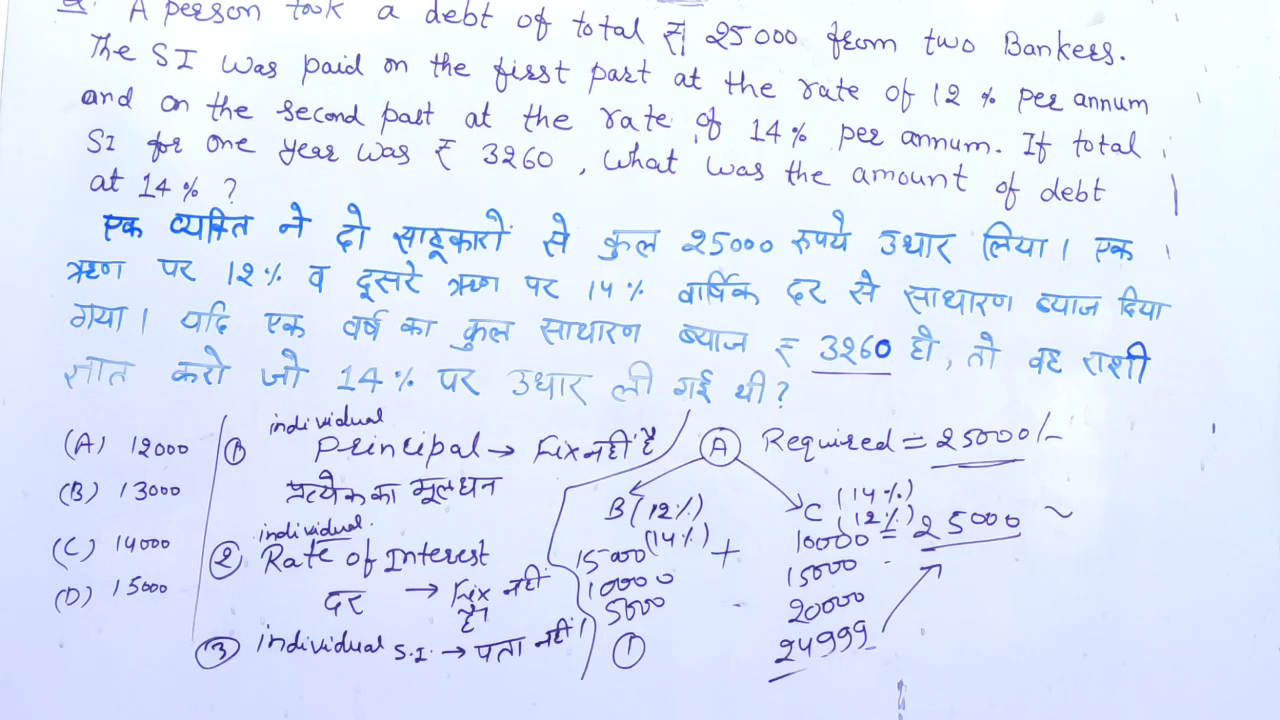 Q. A person took a debt of total ₹ 25000 from two Bankers.
The SI was paid on the first part at the rate of 12 % per annum
and on the second part at the rate of 14% per annum. If total
SI for one year was ₹ 3260, what was the amount of debt
at 14% ?
एक व्यक्ति ने दो साहूकारो से कुल 25000 रुपये उधार लिया। एक
ऋण पर 12% व दूसरे ऋण पर 14% वार्षिक दर से साधारण ब्याज दिया
गया। यदि एक वर्ष का कुल साधारण ब्याज ₹ 3260 हो, तो वह राशी
ज्ञात करो जो 14% पर उधार ली गई थी?
(A) 12000
(B) 13000
(C) 14000
(D) 15000
individual
① Principal → Fix नही है
प्रत्येक का मूलधन
individual
② Rate of Interest
दर → Fix नही
है
③ individual S.I. → पता नही
A Required = 25000/-
B (12%)
(14%)
C (14%)
(12%)
15000 + 10000 = 25000
10000 15000
5000 20000
① 24999